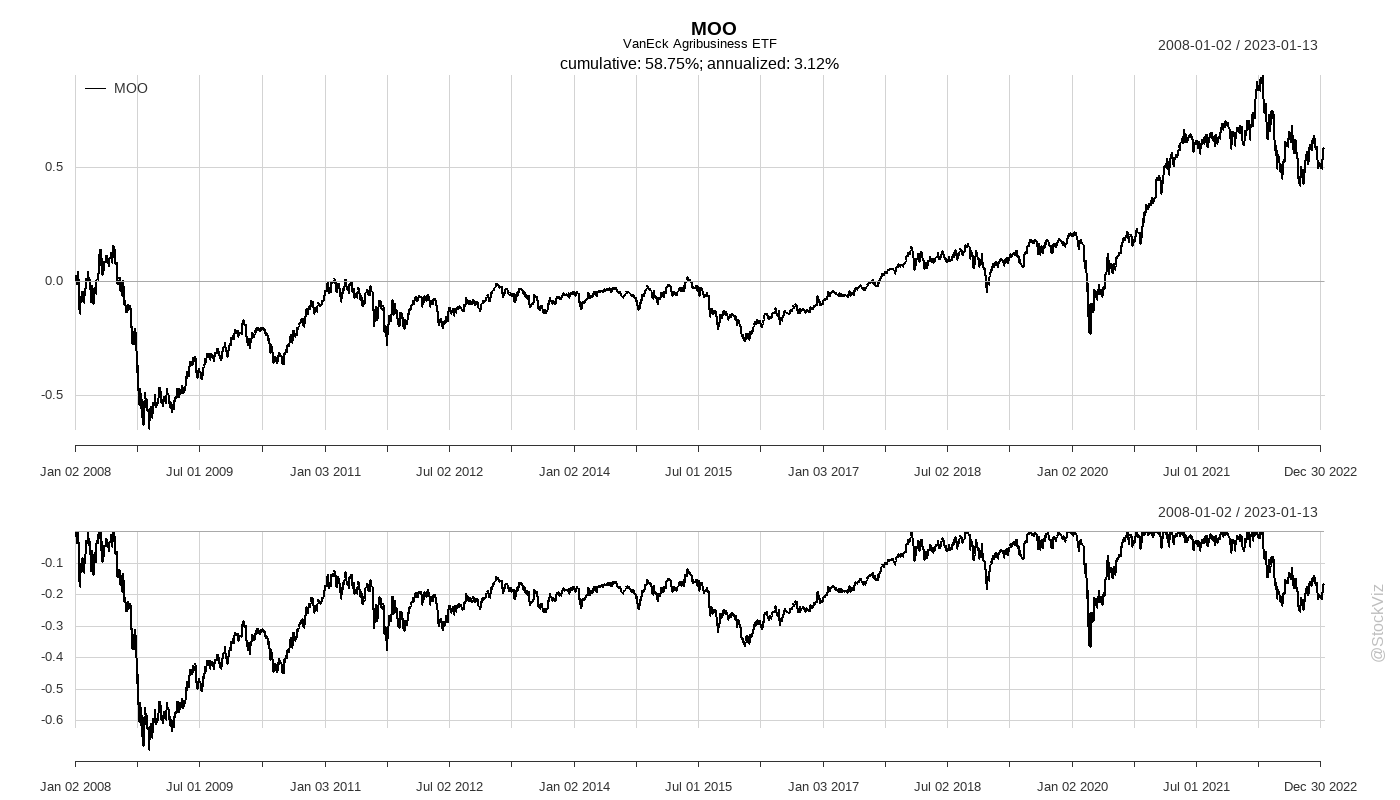 MOO
VanEck Agribusiness ETF
2008-01-02 / 2023-01-13
cumulative: 58.75%; annualized: 3.12%
MOO
0.5
0.0
-0.5
Jan 02 2008 Jul 01 2009 Jan 03 2011 Jul 02 2012 Jan 02 2014 Jul 01 2015 Jan 03 2017 Jul 02 2018 Jan 02 2020 Jul 01 2021 Dec 30 2022
2008-01-02 / 2023-01-13
-0.1
-0.2
-0.3
-0.4
-0.5
-0.6
@StockViz
Jan 02 2008 Jul 01 2009 Jan 03 2011 Jul 02 2012 Jan 02 2014 Jul 01 2015 Jan 03 2017 Jul 02 2018 Jan 02 2020 Jul 01 2021 Dec 30 2022